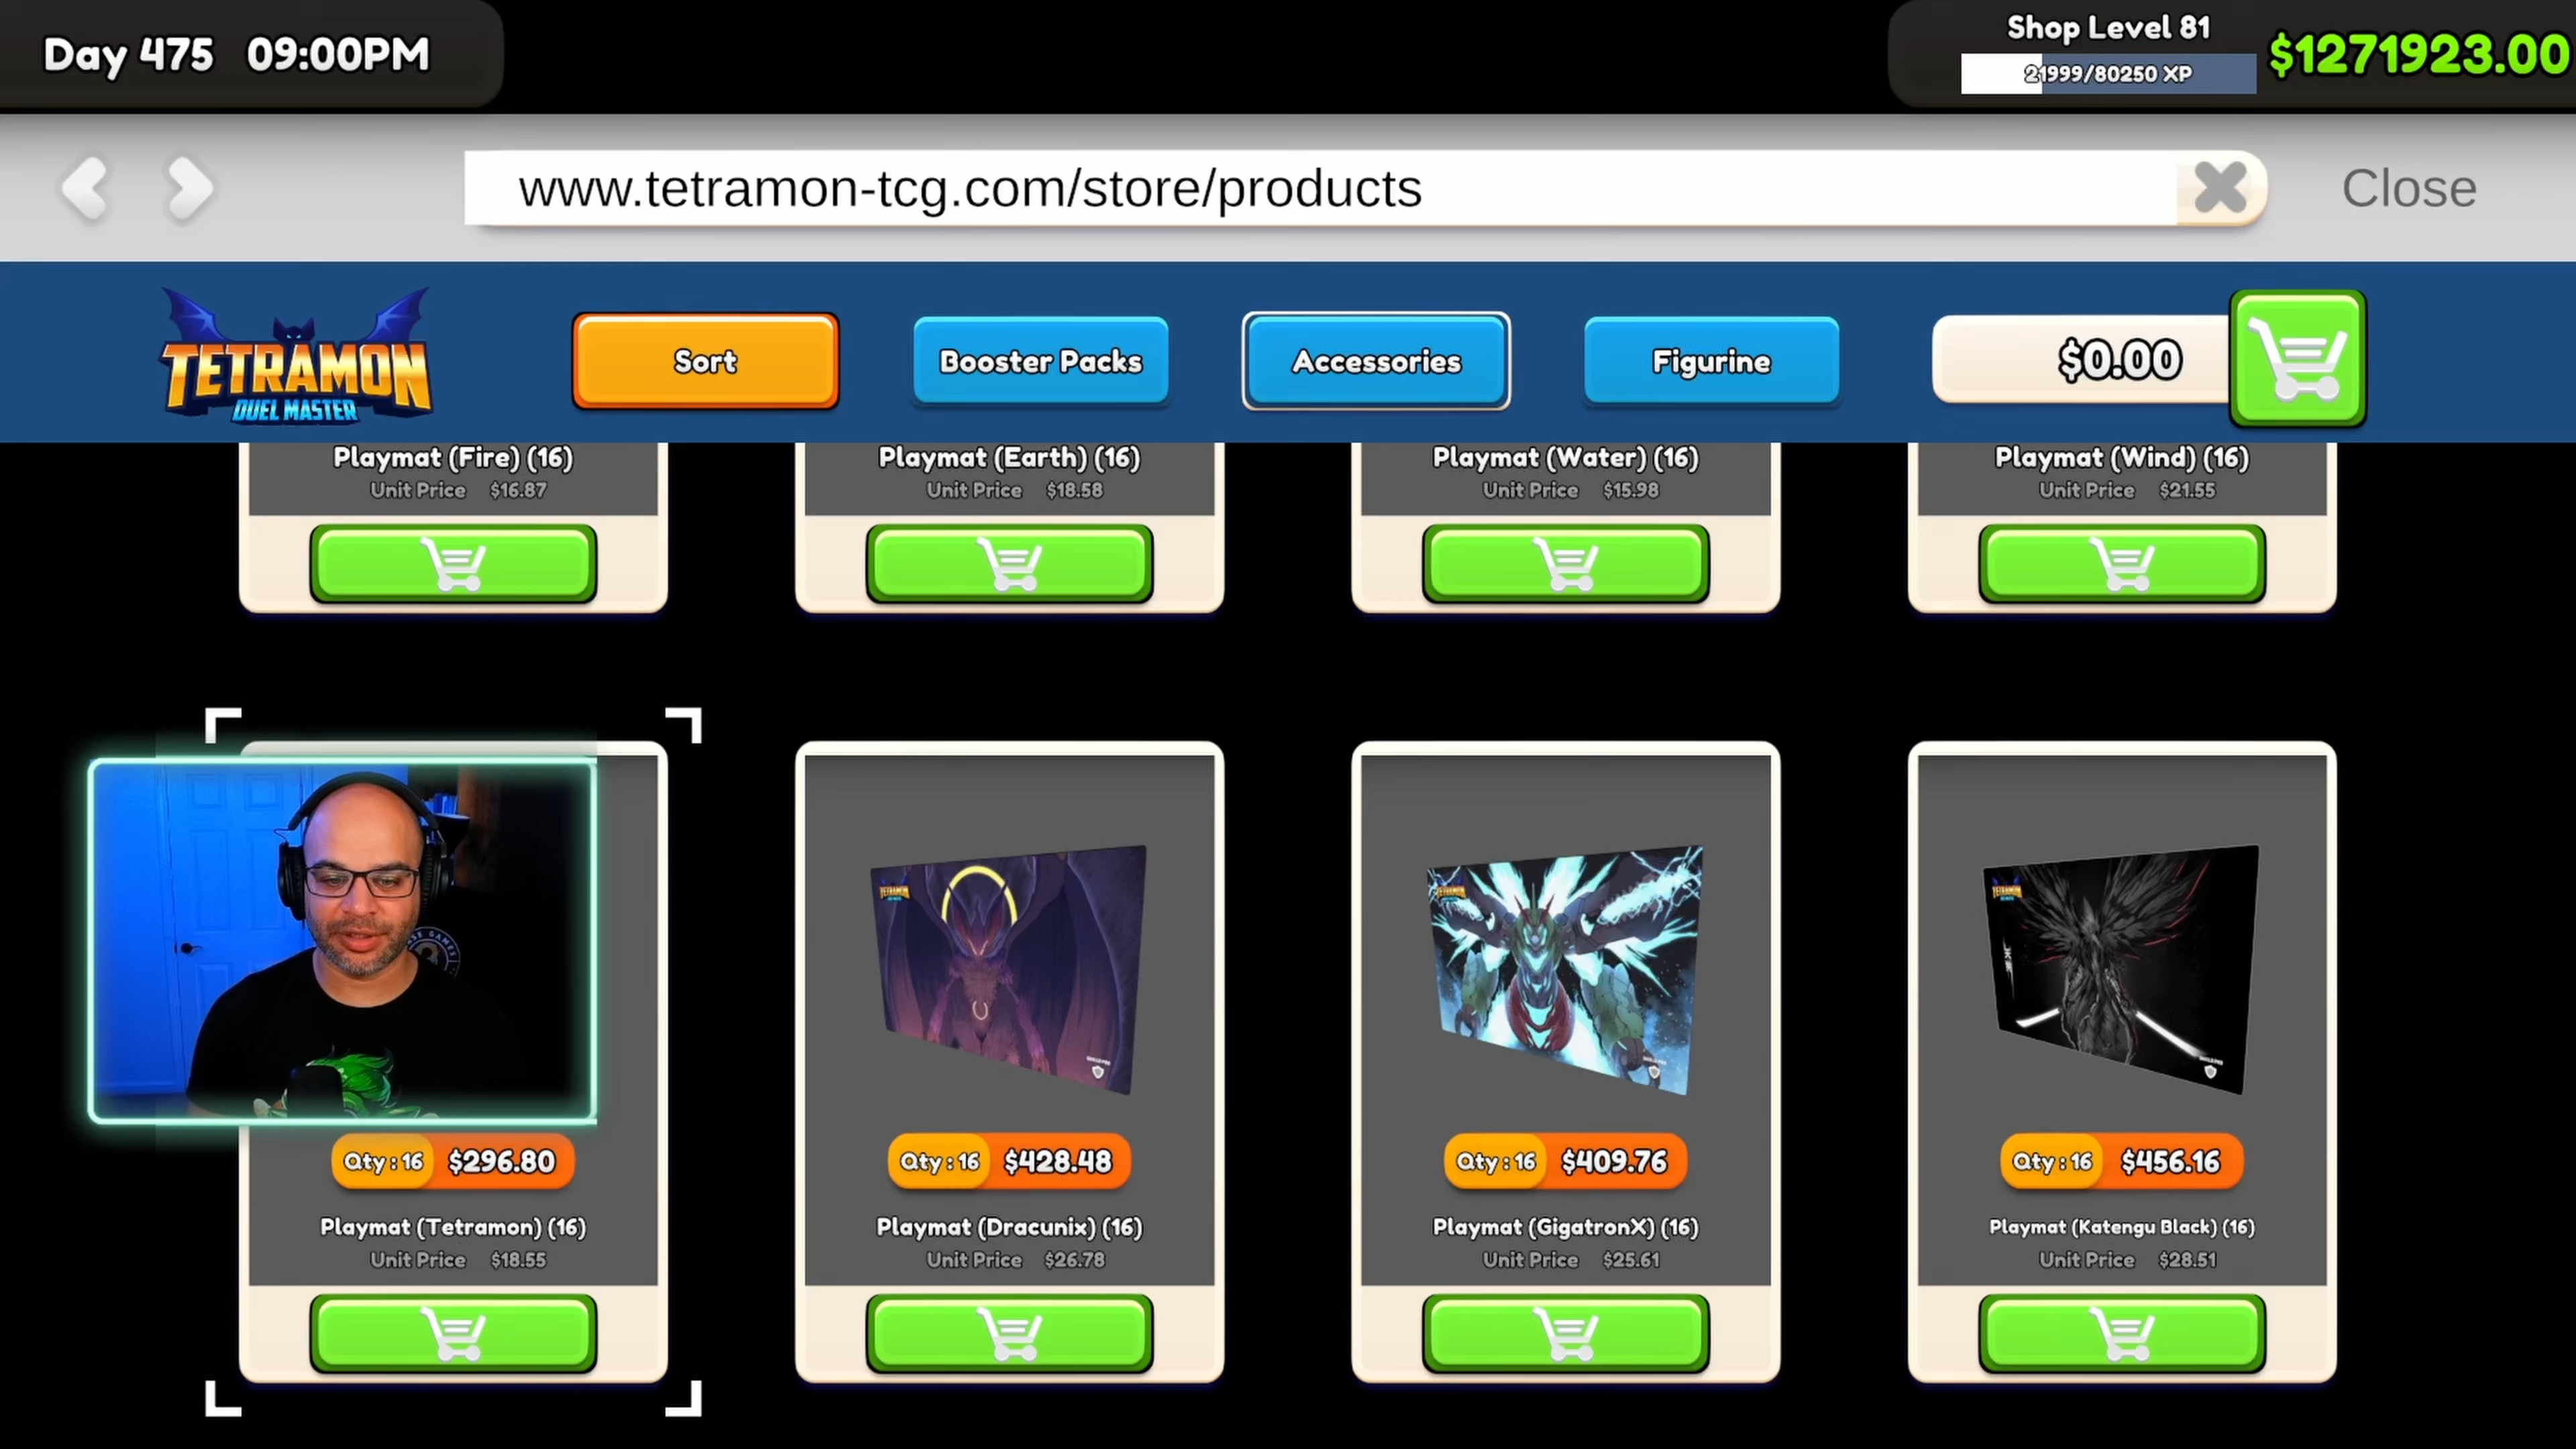 Day 475 09:00PM
Shop Level 81
21999/80250 XP
$1271923.00
www.tetramon-tcg.com/store/products
Close
TETRAMON
DUEL MASTER
Sort
Booster Packs
Accessories
Figurine
$0.00
Playmat (Fire) (16)
Unit Price $16.87
Playmat (Earth) (16)
Unit Price $18.58
Playmat (Water) (16)
Unit Price $15.98
Playmat (Wind) (16)
Unit Price $21.55
Qty : 16 $296.80
Playmat (Tetramon) (16)
Unit Price $18.55
TETRAMON
Qty : 16 $428.48
Playmat (Dracunix) (16)
Unit Price $26.78
TETRAMON
Qty : 16 $409.76
Playmat (GigatronX) (16)
Unit Price $25.61
TETRAMON
Qty : 16 $456.16
Playmat (Katengu Black) (16)
Unit Price $28.51